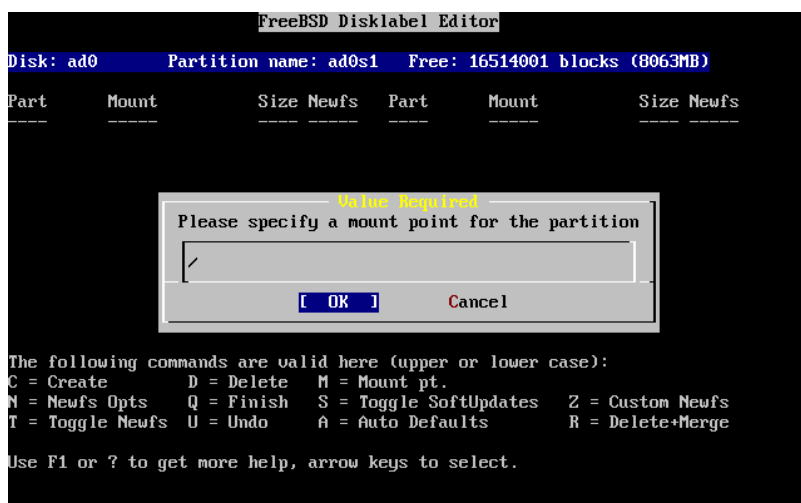 FreeBSD Disklabel Editor
Disk: ad0 Partition name: ad0s1 Free: 16514001 blocks (8063MB)
Part Mount Size Newfs Part Mount Size Newfs
---- ----- ---- ----- ---- ----- ---- -----
Value Required
Please specify a mount point for the partition
/
[ OK ] Cancel
The following commands are valid here (upper or lower case):
C = Create D = Delete M = Mount pt.
N = Newfs Opts Q = Finish S = Toggle SoftUpdates Z = Custom Newfs
T = Toggle Newfs U = Undo A = Auto Defaults R = Delete+Merge
Use F1 or ? to get more help, arrow keys to select.